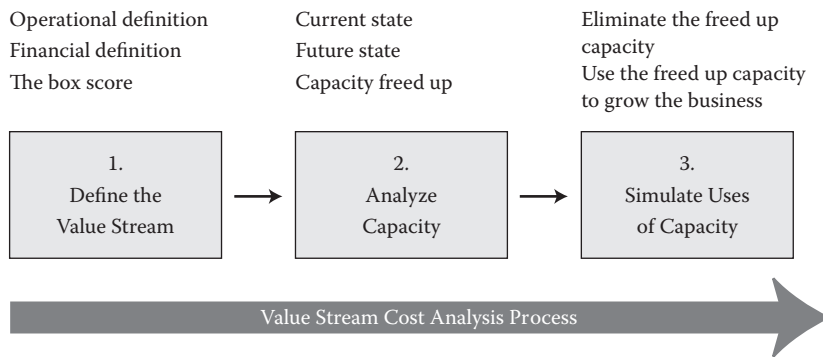 Operational definition
Financial definition
The box score
Current state
Future state
Capacity freed up
Eliminate the freed up
capacity
Use the freed up capacity
to grow the business
1.
Define the
Value Stream
2.
Analyze
Capacity
3.
Simulate Uses
of Capacity
Value Stream Cost Analysis Process